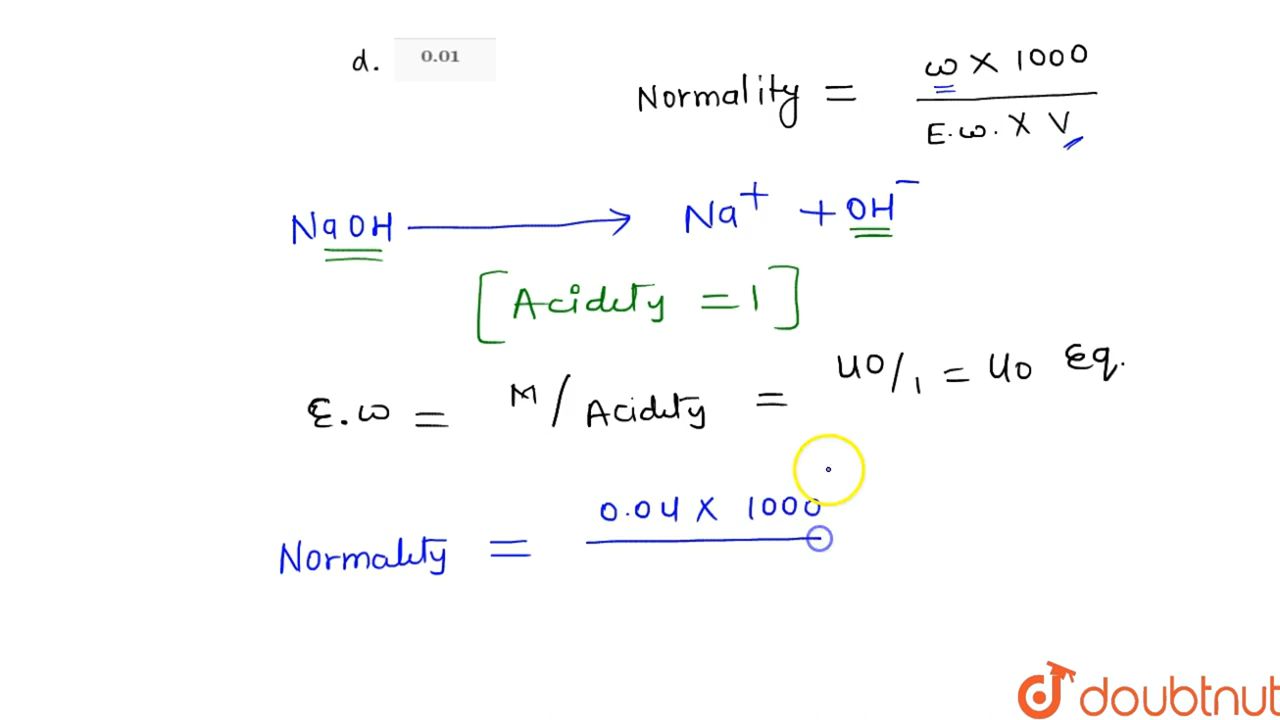 d. 0.01
Normality = ω × 1000
E.ω. × V
NaOH ⟶ Na⁺ + OH⁻
[Acidity = 1]
E.ω = M/Acidity = 40/1 = 40 Eq.
0.04 × 1000
Normality =
doubtnut